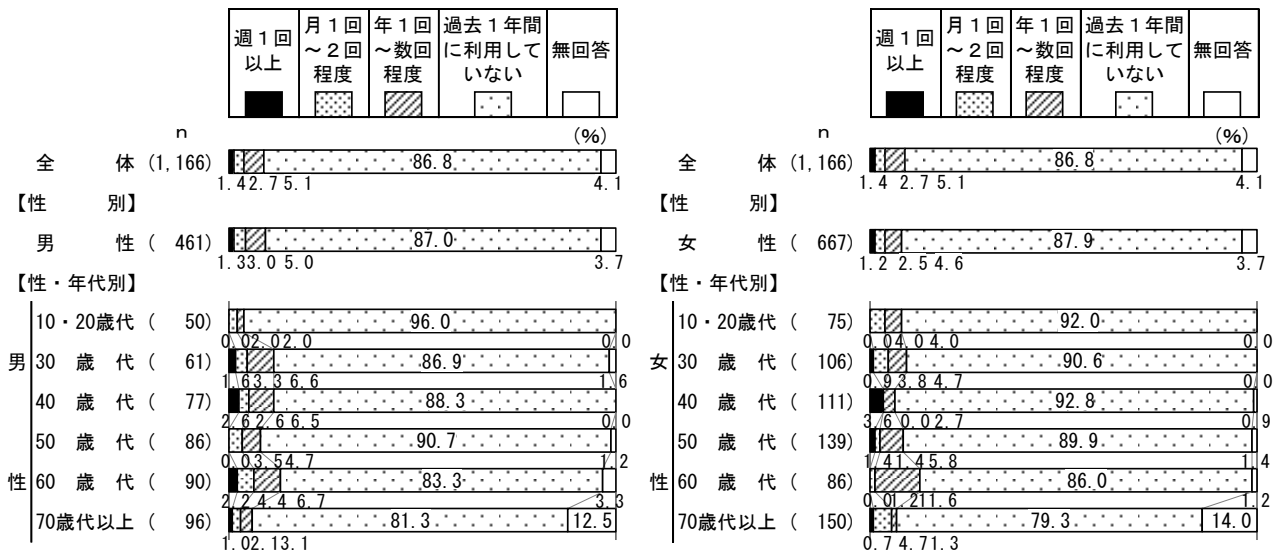 週１回以上 月１回～２回程度 年１回～数回程度 過去１年間に利用していない 無回答
n (%)
全 体 (1,166) 86.8
1.4 2.7 5.1 4.1
【性 別】
男 性 ( 461) 87.0
1.3 3.0 5.0 3.7
【性・年代別】
男性
10・20歳代 ( 50) 96.0
0.0 2.0 2.0 0.0
30 歳 代 ( 61) 86.9
1.6 3.3 6.6 1.6
40 歳 代 ( 77) 88.3
2.6 2.6 6.5 0.0
50 歳 代 ( 86) 90.7
0.0 3.5 4.7 1.2
60 歳 代 ( 90) 83.3
2.2 4.4 6.7 3.3
70歳代以上 ( 96) 81.3 12.5
1.0 2.1 3.1
週１回以上 月１回～２回程度 年１回～数回程度 過去１年間に利用していない 無回答
n (%)
全 体 (1,166) 86.8
1.4 2.7 5.1 4.1
【性 別】
女 性 ( 667) 87.9
1.2 2.5 4.6 3.7
【性・年代別】
女性
10・20歳代 ( 75) 92.0
0.0 4.0 4.0 0.0
30 歳 代 ( 106) 90.6
0.9 3.8 4.7 0.0
40 歳 代 ( 111) 92.8
3.6 0.0 2.7 0.9
50 歳 代 ( 139) 89.9
1.4 1.4 5.8 1.4
60 歳 代 ( 86) 86.0
0.0 1.2 11.6 1.2
70歳代以上 ( 150) 79.3 14.0
0.7 4.7 1.3